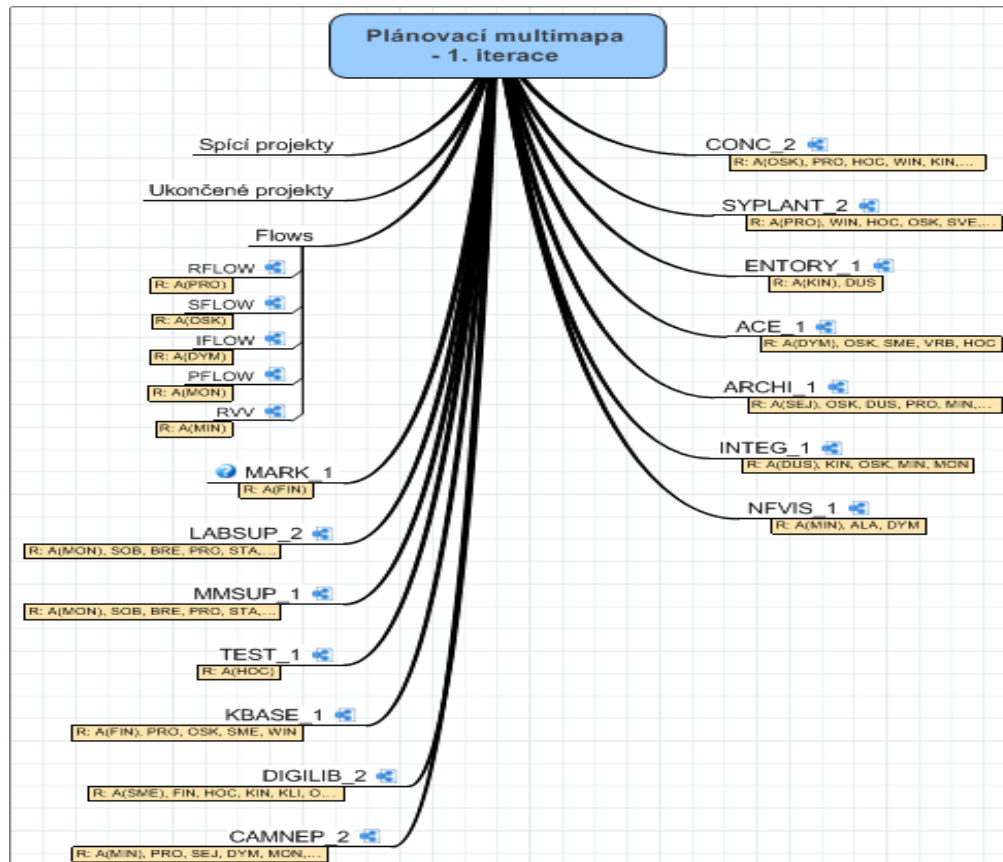 Plánovací multimapa
- 1. iterace
Spící projekty
Ukončené projekty
Flows
RFLOW
R: A(PRO)
SFLOW
R: A(OSK)
IFLOW
R: A(DYM)
PFLOW
R: A(MON)
RVV
R: A(MIN)
MARK_1
R: A(FIN)
LABSUP_2
R: A(MON), SOB, BRE, PRO, STA,...
MMSUP_1
R: A(MON), SOB, BRE, PRO, STA,...
TEST_1
R: A(HOC)
KBASE_1
R: A(FIN), PRO, OSK, SME, WIN
DIGILIB_2
R: A(SME), FIN, HOC, KIN, KLI, O...
CAMNEP_2
R: A(MIN), PRO, SEJ, DYM, MON,...
CONC_2
R: A(OSK), PRO, HOC, WIN, KIN,...
SYPLANT_2
R: A(PRO), WIN, HOC, OSK, SVE,...
ENTORY_1
R: A(KIN), DUS
ACE_1
R: A(DYM), OSK, SME, VRB, HOC
ARCHI_1
R: A(SEJ), OSK, DUS, PRO, MIN,...
INTEG_1
R: A(DUS), KIN, OSK, MIN, MON
NFVIS_1
R: A(MIN), ALA, DYM